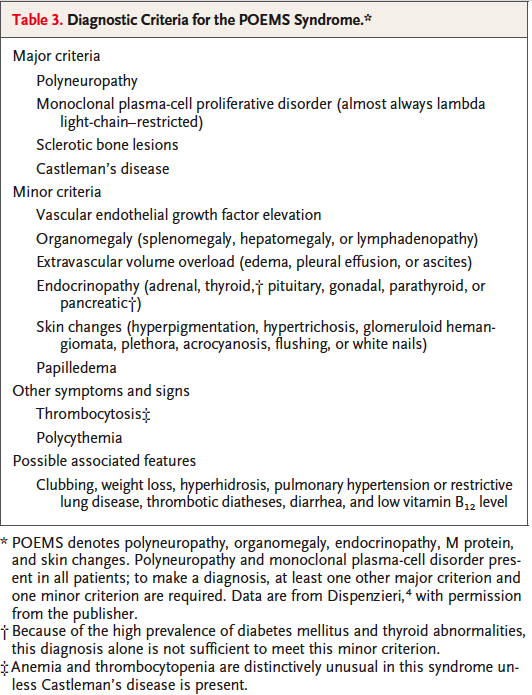 Table 3. Diagnostic Criteria for the POEMS Syndrome.*
Major criteria
Polyneuropathy
Monoclonal plasma-cell proliferative disorder (almost always lambda
light-chain–restricted)
Sclerotic bone lesions
Castleman's disease
Minor criteria
Vascular endothelial growth factor elevation
Organomegaly (splenomegaly, hepatomegaly, or lymphadenopathy)
Extravascular volume overload (edema, pleural effusion, or ascites)
Endocrinopathy (adrenal, thyroid,† pituitary, gonadal, parathyroid, or
pancreatic†)
Skin changes (hyperpigmentation, hypertrichosis, glomeruloid heman-
giomata, plethora, acrocyanosis, flushing, or white nails)
Papilledema
Other symptoms and signs
Thrombocytosis‡
Polycythemia
Possible associated features
Clubbing, weight loss, hyperhidrosis, pulmonary hypertension or restrictive
lung disease, thrombotic diatheses, diarrhea, and low vitamin B₁₂ level
* POEMS denotes polyneuropathy, organomegaly, endocrinopathy, M protein,
and skin changes. Polyneuropathy and monoclonal plasma-cell disorder pres-
ent in all patients; to make a diagnosis, at least one other major criterion and
one minor criterion are required. Data are from Dispenzieri,⁴ with permission
from the publisher.
† Because of the high prevalence of diabetes mellitus and thyroid abnormalities,
this diagnosis alone is not sufficient to meet this minor criterion.
‡ Anemia and thrombocytopenia are distinctively unusual in this syndrome un-
less Castleman's disease is present.